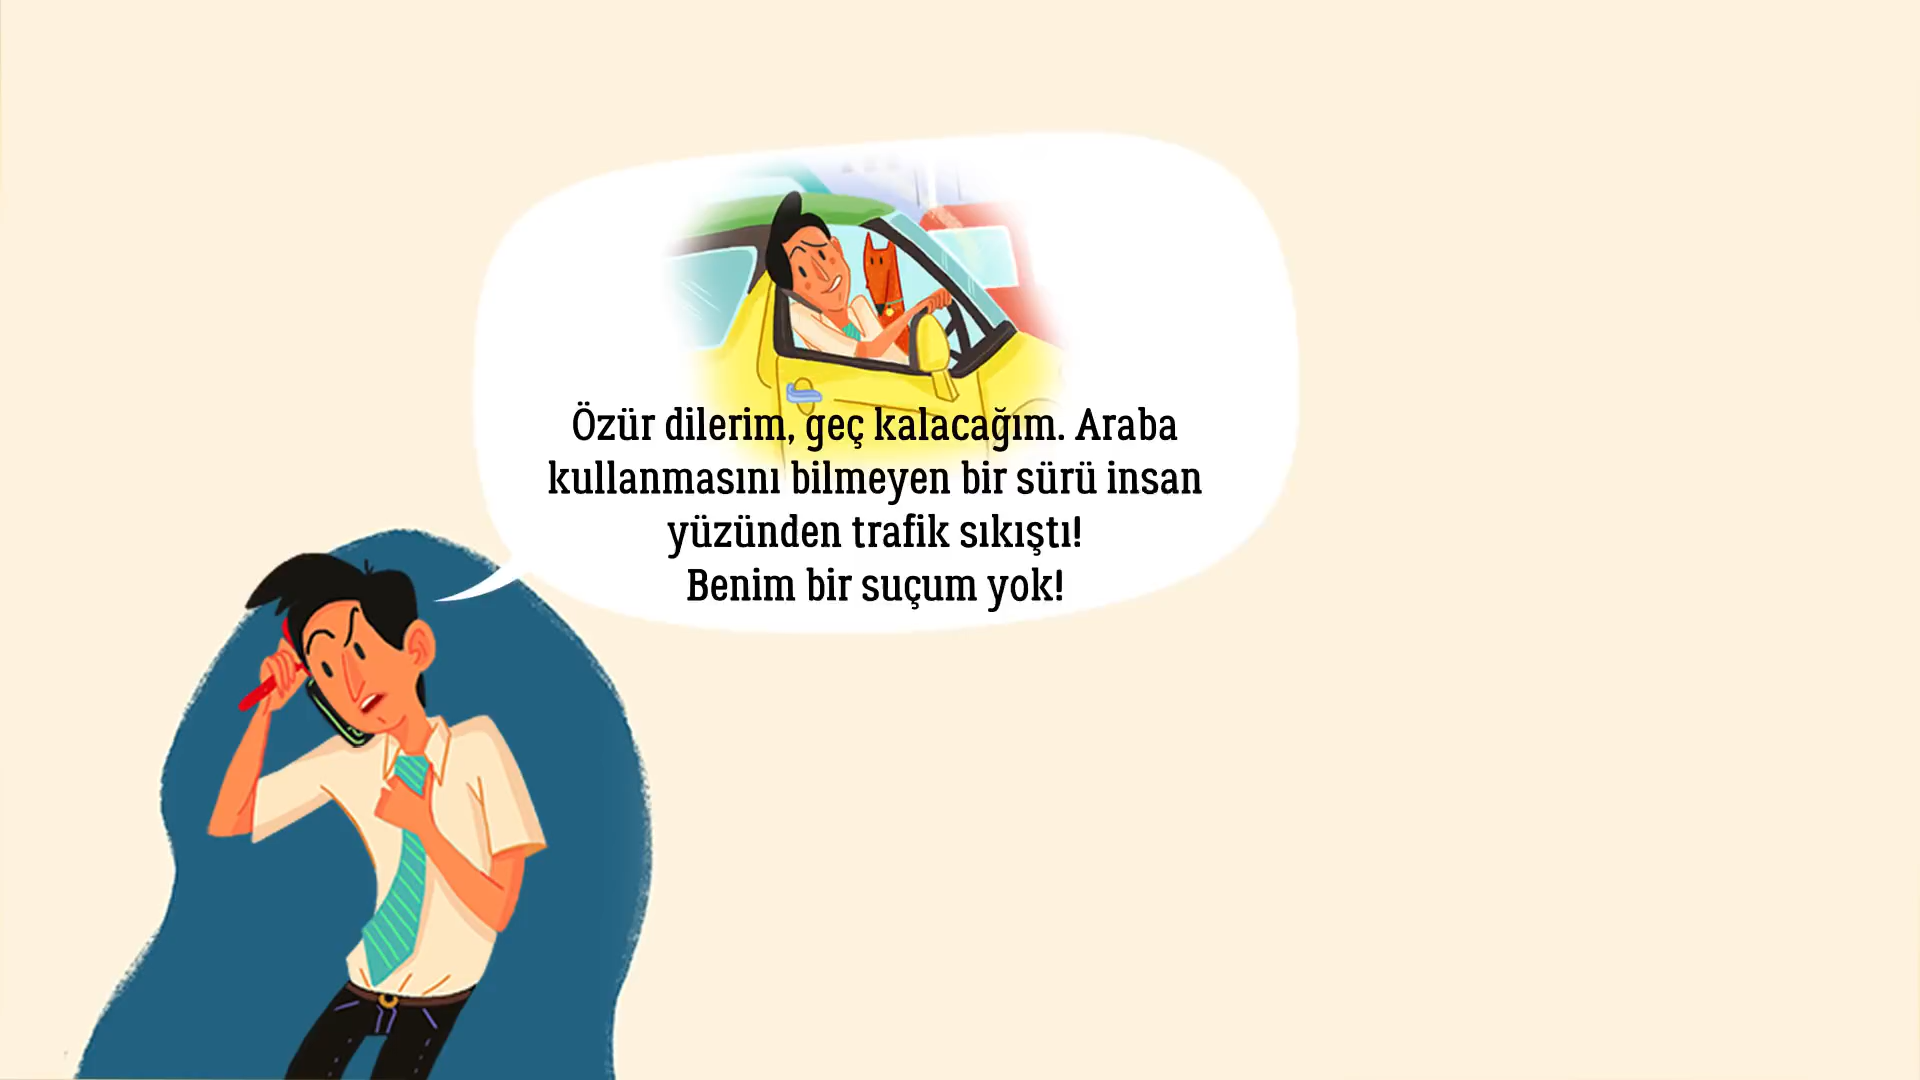 Özür dilerim, geç kalacağım. Araba
kullanmasını bilmeyen bir sürü insan
yüzünden trafik sıkıştı!
Benim bir suçum yok!